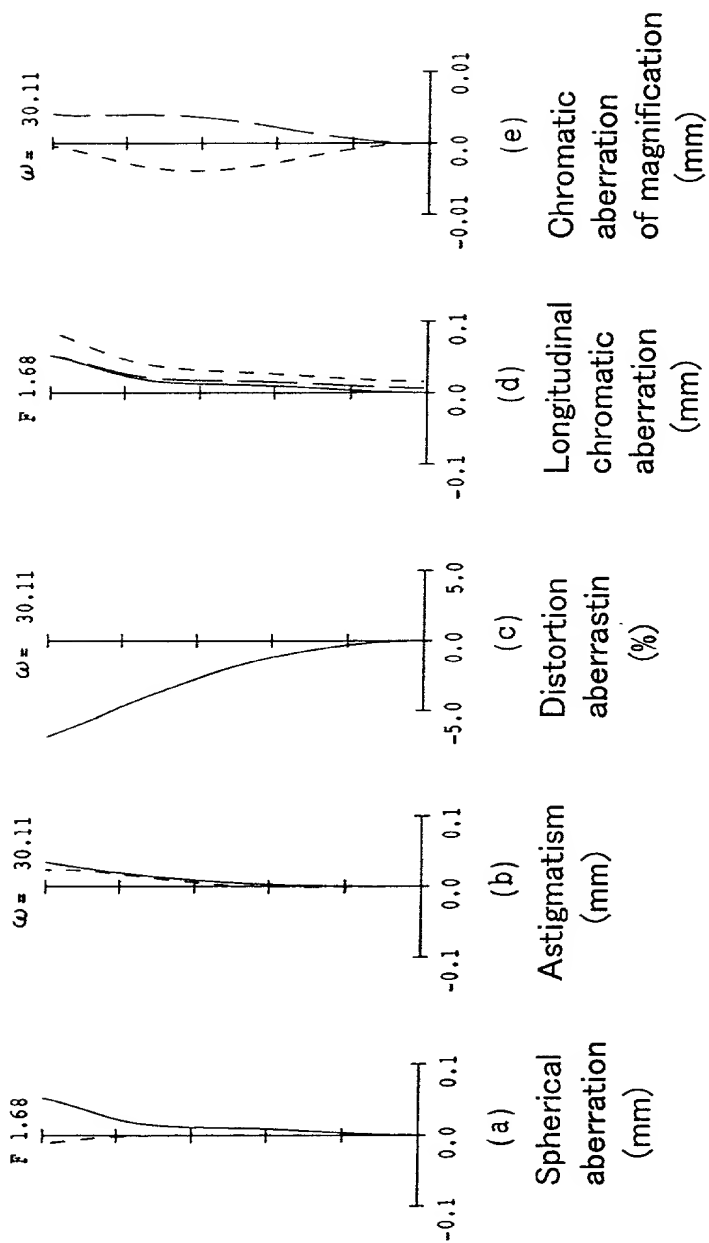 F 1.68
-0.1 0.0 0.1
(a)
Spherical
aberration
(mm)
ω = 30.11
-0.1 0.0 0.1
(b)
Astigmatism
(mm)
ω = 30.11
-5.0 0.0 5.0
(c)
Distortion
aberrastin
(%)
F 1.68
-0.1 0.0 0.1
(d)
Longitudinal
chromatic
aberration
(mm)
ω = 30.11
-0.01 0.0 0.01
(e)
Chromatic
aberration
of magnification
(mm)